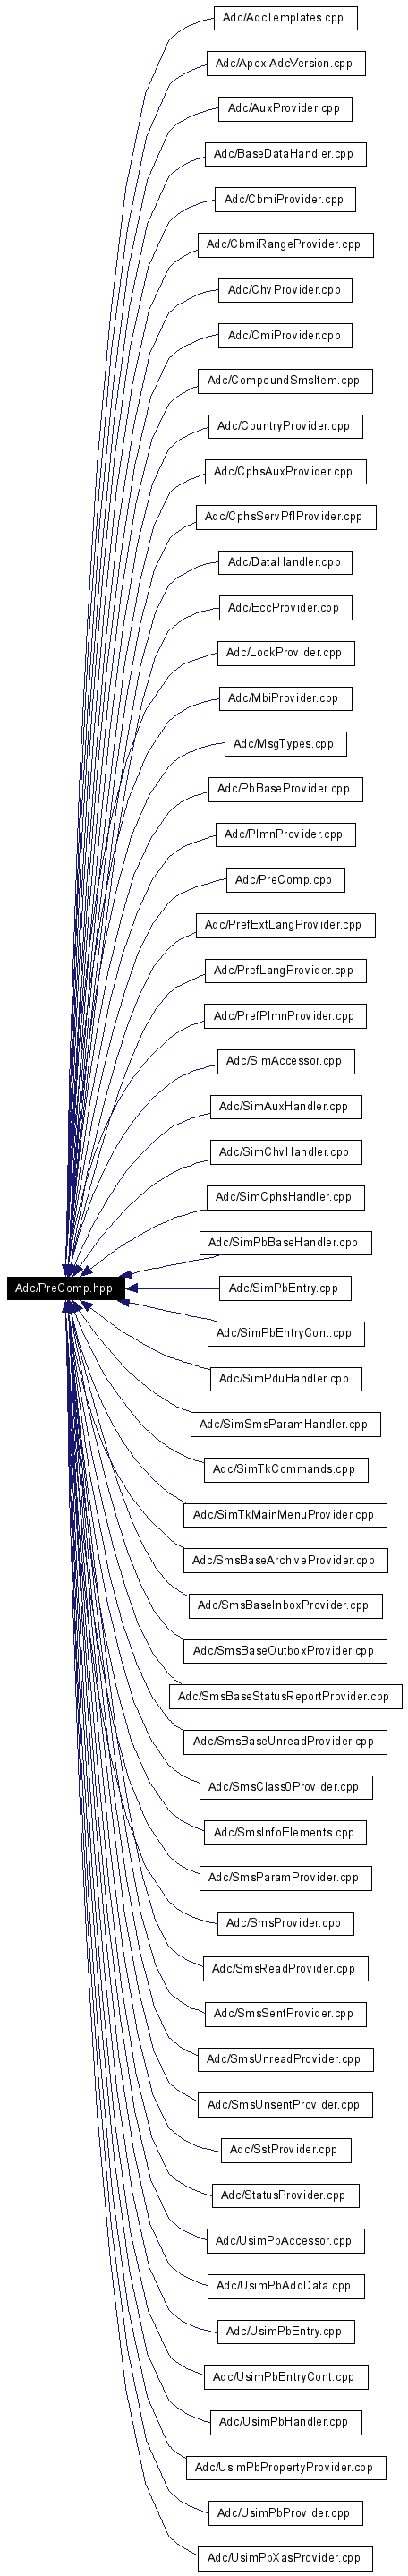 Adc/AdcTemplates.cpp
Adc/ApoxiAdcVersion.cpp
Adc/AuxProvider.cpp
Adc/BaseDataHandler.cpp
Adc/CbmiProvider.cpp
Adc/CbmiRangeProvider.cpp
Adc/ChvProvider.cpp
Adc/CmiProvider.cpp
Adc/CompoundSmsItem.cpp
Adc/CountryProvider.cpp
Adc/CphsAuxProvider.cpp
Adc/CphsServPflProvider.cpp
Adc/DataHandler.cpp
Adc/EccProvider.cpp
Adc/LockProvider.cpp
Adc/MbiProvider.cpp
Adc/MsgTypes.cpp
Adc/PbBaseProvider.cpp
Adc/PlmnProvider.cpp
Adc/PreComp.cpp
Adc/PrefExtLangProvider.cpp
Adc/PrefLangProvider.cpp
Adc/PrefPlmnProvider.cpp
Adc/SimAccessor.cpp
Adc/SimAuxHandler.cpp
Adc/SimChvHandler.cpp
Adc/SimCphsHandler.cpp
Adc/SimPbBaseHandler.cpp
Adc/PreComp.hpp
Adc/SimPbEntry.cpp
Adc/SimPbEntryCont.cpp
Adc/SimPduHandler.cpp
Adc/SimSmsParamHandler.cpp
Adc/SimTkCommands.cpp
Adc/SimTkMainMenuProvider.cpp
Adc/SmsBaseArchiveProvider.cpp
Adc/SmsBaseInboxProvider.cpp
Adc/SmsBaseOutboxProvider.cpp
Adc/SmsBaseStatusReportProvider.cpp
Adc/SmsBaseUnreadProvider.cpp
Adc/SmsClass0Provider.cpp
Adc/SmsInfoElements.cpp
Adc/SmsParamProvider.cpp
Adc/SmsProvider.cpp
Adc/SmsReadProvider.cpp
Adc/SmsSentProvider.cpp
Adc/SmsUnreadProvider.cpp
Adc/SmsUnsentProvider.cpp
Adc/SstProvider.cpp
Adc/StatusProvider.cpp
Adc/UsimPbAccessor.cpp
Adc/UsimPbAddData.cpp
Adc/UsimPbEntry.cpp
Adc/UsimPbEntryCont.cpp
Adc/UsimPbHandler.cpp
Adc/UsimPbPropertyProvider.cpp
Adc/UsimPbProvider.cpp
Adc/UsimPbXasProvider.cpp